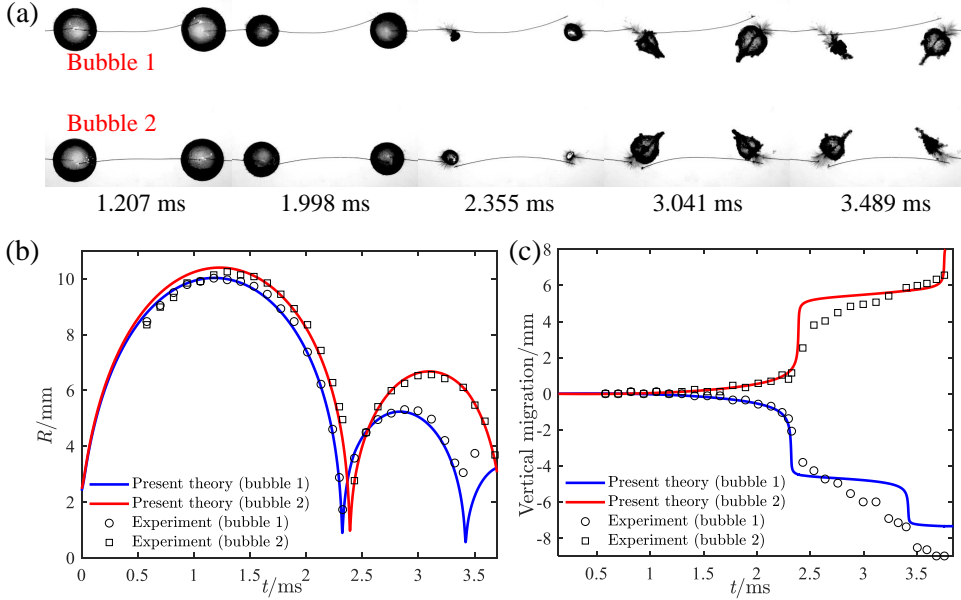 (a)
Bubble 1
Bubble 2
1.207 ms 1.998 ms 2.355 ms 3.041 ms 3.489 ms
(b)
R/mm
10
8
6
4
2
0
Present theory (bubble 1)
Present theory (bubble 2)
Experiment (bubble 1)
Experiment (bubble 2)
0 0.5 1 1.5 2 2.5 3 3.5
t/ms
(c)
Vertical migration/mm
8
6
4
2
0
-2
-4
-6
-8
Present theory (bubble 1)
Present theory (bubble 2)
Experiment (bubble 1)
Experiment (bubble 2)
0.5 1 1.5 2 2.5 3 3.5
t/ms